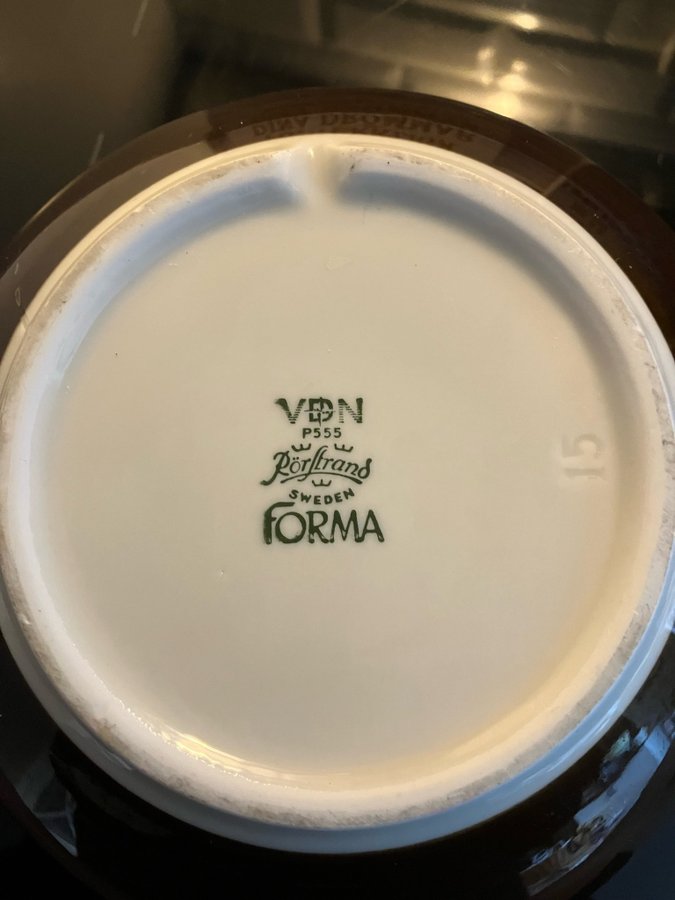 VDN
P555
Rörstrand
SWEDEN
FORMA
15